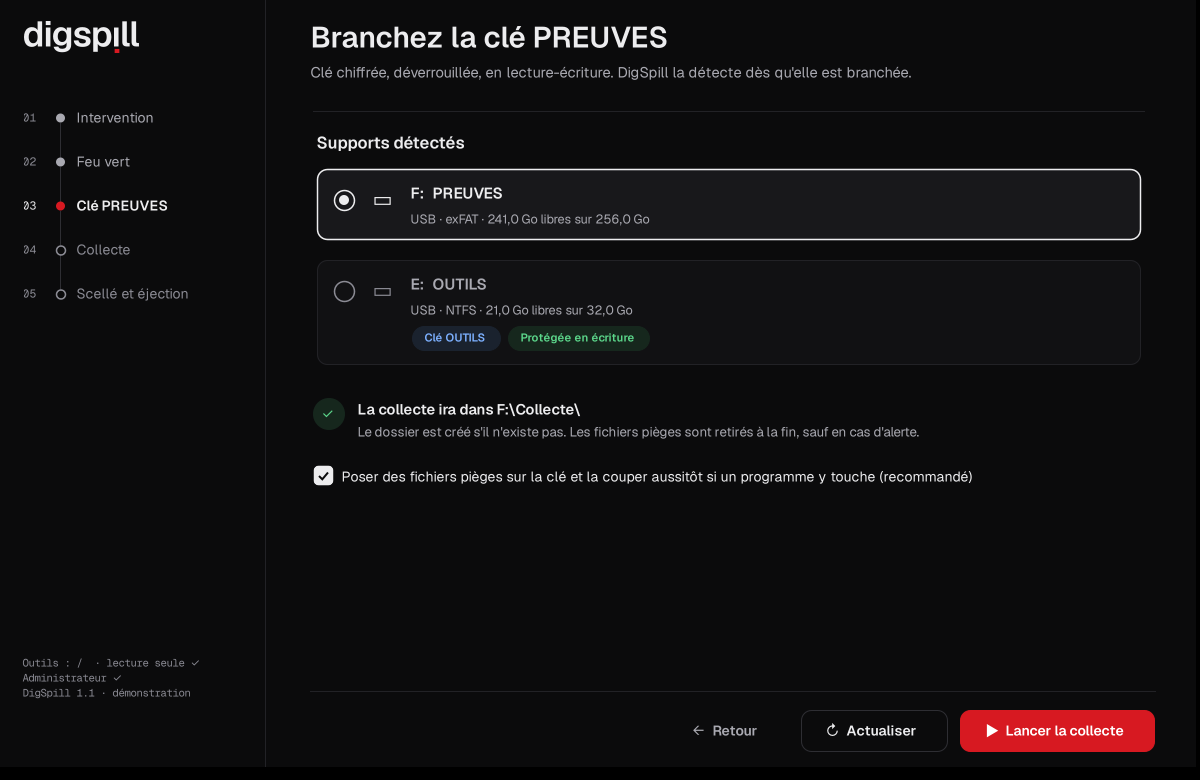 digspill
01 Intervention
02 Feu vert
03 Clé PREUVES
04 Collecte
05 Scellé et éjection
Outils : / · lecture seule ✓
Administrateur ✓
DigSpill 1.1 · démonstration
Branchez la clé PREUVES
Clé chiffrée, déverrouillée, en lecture-écriture. DigSpill la détecte dès qu'elle est branchée.
Supports détectés
F: PREUVES
USB · exFAT · 241,0 Go libres sur 256,0 Go
E: OUTILS
USB · NTFS · 21,0 Go libres sur 32,0 Go
Clé OUTILS Protégée en écriture
La collecte ira dans F:\Collecte\
Le dossier est créé s'il n'existe pas. Les fichiers pièges sont retirés à la fin, sauf en cas d'alerte.
Poser des fichiers pièges sur la clé et la couper aussitôt si un programme y touche (recommandé)
← Retour ↻ Actualiser ▶ Lancer la collecte